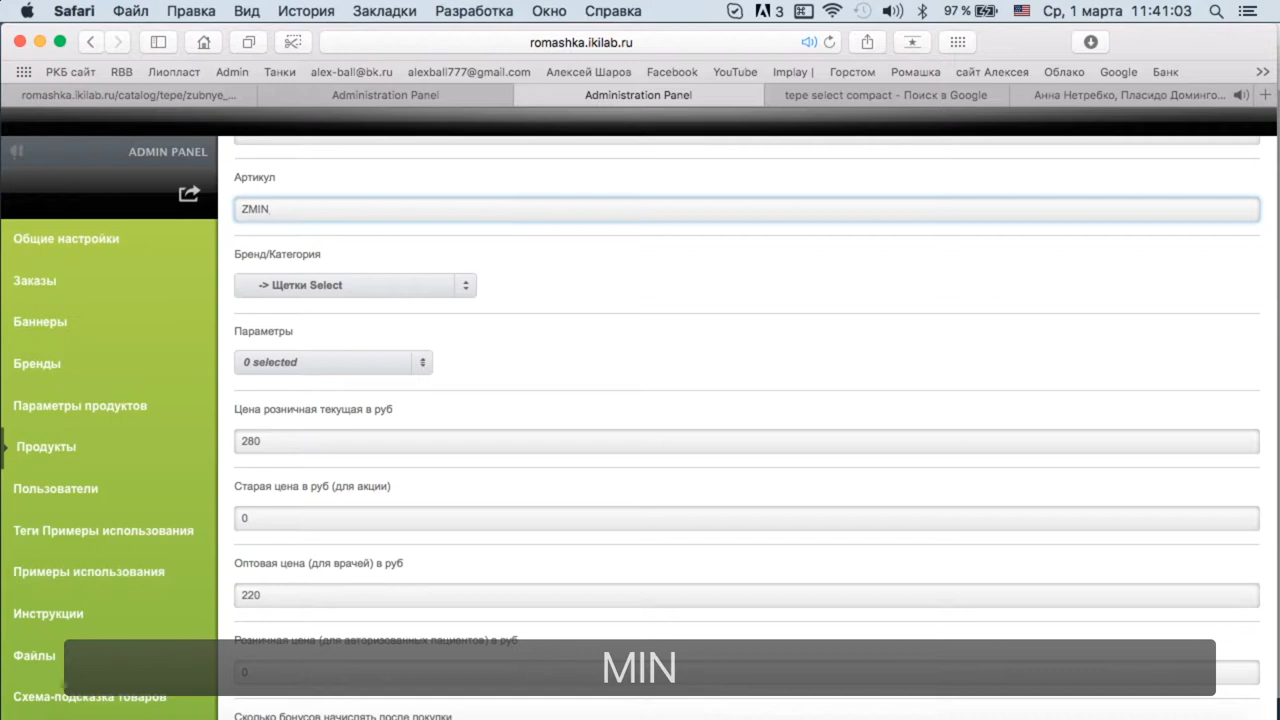 Safari Файл Правка Вид История Закладки Разработка Окно Справка 3 97 % Ср, 1 марта 11:41:03
romashka.ikilab.ru
РКБ сайт RBB Лиопласт Admin Танки alex-ball@bk.ru alexball777@gmail.com Алексей Шаров Facebook YouTube Implay | Горстом Ромашка сайт Алексея Облако Google Банк >>
romashka.ikilab.ru/catalog/tepe/zubnye_... Administration Panel Administration Panel tepe select compact - Поиск в Google Анна Нетребко, Пласидо Доминго...
ADMIN PANEL
Общие настройки
Заказы
Баннеры
Бренды
Параметры продуктов
Продукты
Пользователи
Теги Примеры использования
Примеры использования
Инструкции
Файлы
Схема-подсказка товаров
Артикул
ZMIN
Бренд/Категория
-> Щетки Select
Параметры
0 selected
Цена розничная текущая в руб
280
Старая цена в руб (для акции)
0
Оптовая цена (для врачей) в руб
220
Розничная цена (для авторизованных пациентов) в руб
0
Сколько бонусов начислять после покупки
MIN